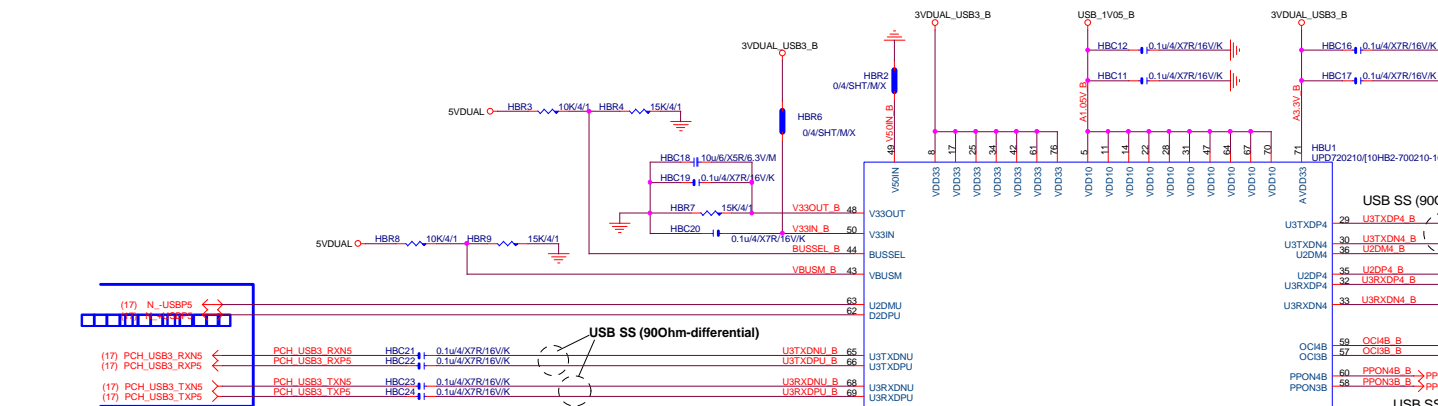 3VDUAL_USB3_B
USB_1V05_B
3VDUAL_USB3_B
3VDUAL_USB3_B
HBC12 0.1u/4/X7R/16V/K
HBC16 0.1u/4/X7R/16V/K
HBR2
0/4/SHT/M/X
HBC11 0.1u/4/X7R/16V/K
HBC17 0.1u/4/X7R/16V/K
V50IN_B
A1.05V_B
A3.3V_B
5VDUAL HBR3 10K/4/1 HBR4 15K/4/1
HBR6
0/4/SHT/M/X
49 8 17 25 34 42 61 76 5 11 14 22 28 31 47 64 67 70 71
HBU1
UPD720210/[10HB2-700210-1
V50IN VDD33 VDD33 VDD33 VDD33 VDD33 VDD33 VDD33 VDD10 VDD10 VDD10 VDD10 VDD10 VDD10 VDD10 VDD10 VDD10 VDD10 AVDD33
HBC18 10u/6/X5R/6.3V/M
HBC19 0.1u/4/X7R/16V/K
HBR7 15K/4/1 V33OUT_B 48 V33OUT
HBC20 0.1u/4/X7R/16V/K V33IN_B 50 V33IN
5VDUAL HBR8 10K/4/1 HBR9 15K/4/1
BUSSEL_B 44 BUSSEL
VBUSM_B 43 VBUSM
USB SS (90
U3TXDP4 29 U3TXDP4_B
U3TXDN4 30 U3TXDN4_B
U2DM4 36 U2DM4_B
U2DP4 35 U2DP4_B
U3RXDP4 32 U3RXDP4_B
U3RXDN4 33 U3RXDN4_B
(17) N_-USBP5 63 U2DMU
62 D2DPU
USB SS (90Ohm-differential)
(17) PCH_USB3_RXN5 PCH_USB3_RXN5 HBC21 0.1u/4/X7R/16V/K U3TXDNU_B 65 U3TXDNU
(17) PCH_USB3_RXP5 PCH_USB3_RXP5 HBC22 0.1u/4/X7R/16V/K U3TXDPU_B 66 U3TXDPU
(17) PCH_USB3_TXN5 PCH_USB3_TXN5 HBC23 0.1u/4/X7R/16V/K U3RXDNU_B 68 U3RXDNU
(17) PCH_USB3_TXP5 PCH_USB3_TXP5 HBC24 0.1u/4/X7R/16V/K U3RXDPU_B 69 U3RXDPU
OCI4B 59 OCI4B_B
OCI3B 57 OCI3B_B
PPON4B 60 PPON4B_B PP
PPON3B 58 PPON3B_B PP
USB SS